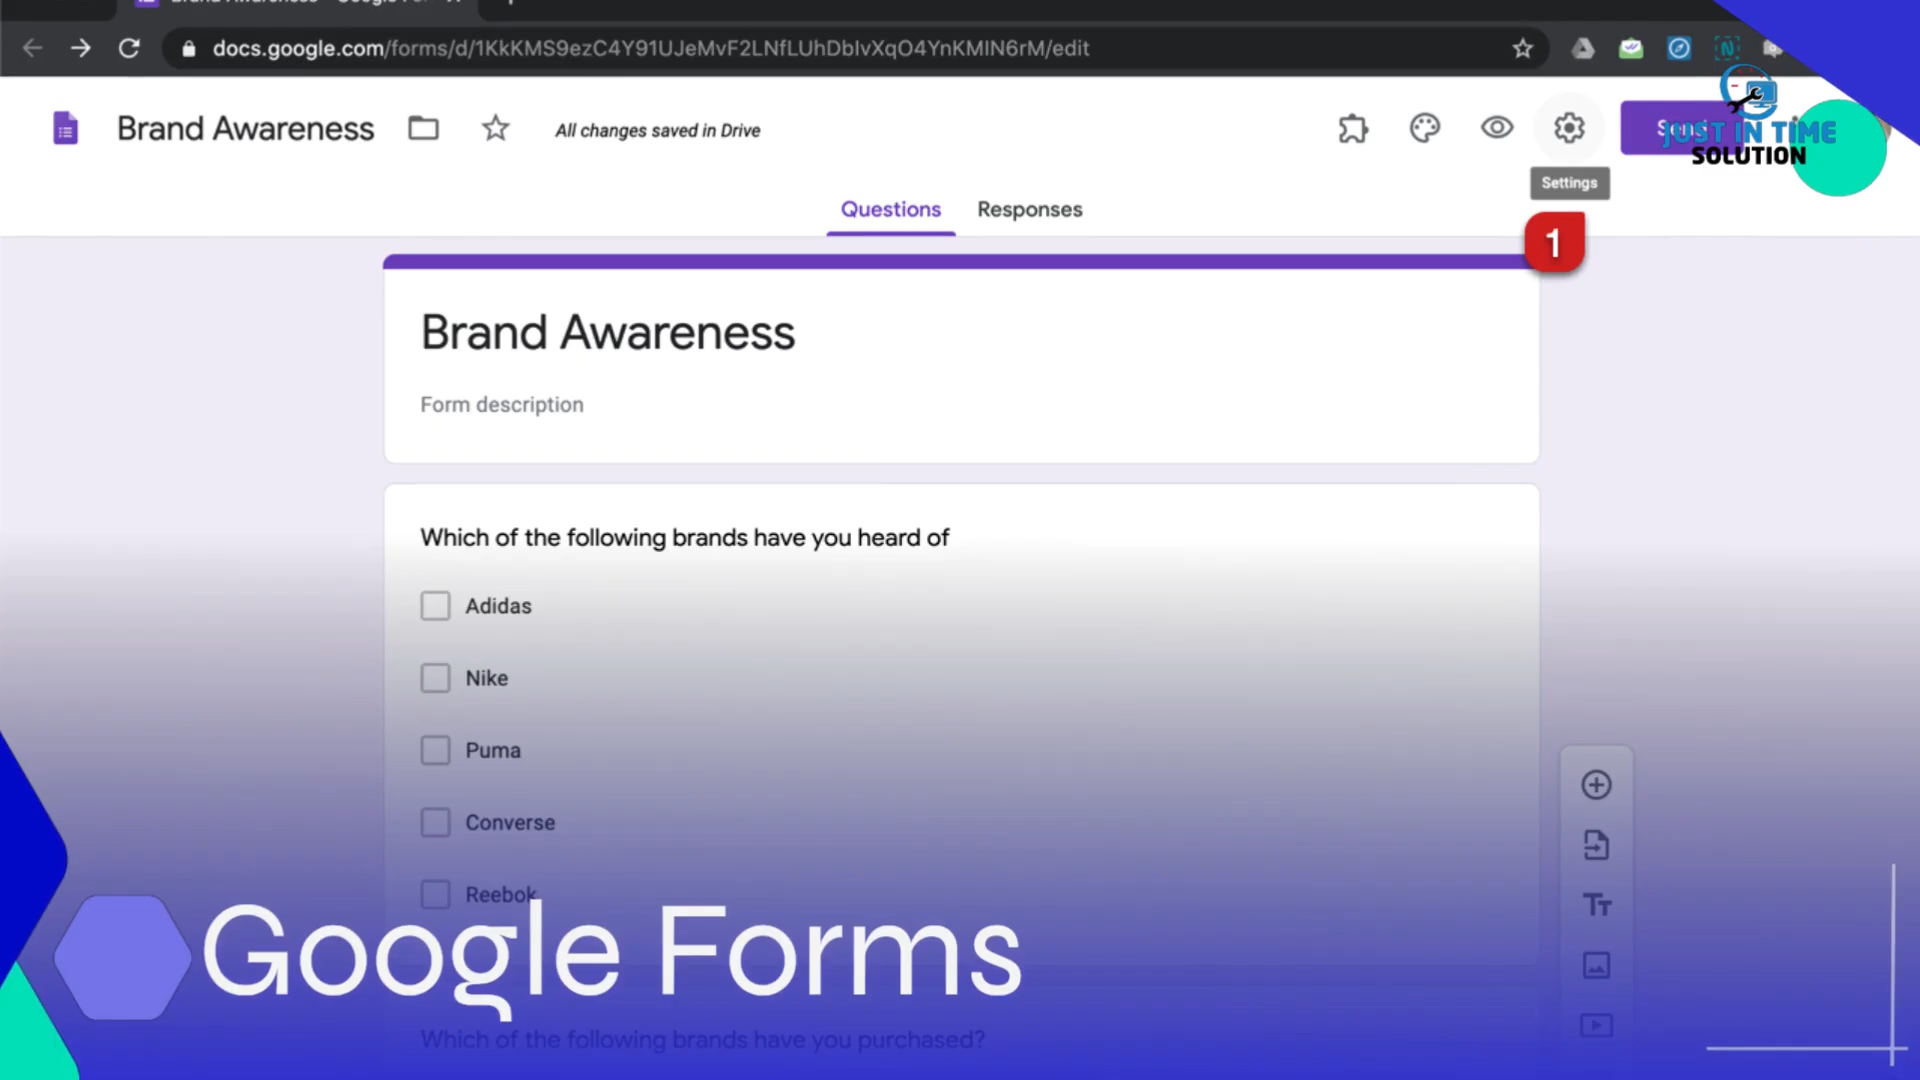 docs.google.com/forms/d/1KkKMS9ezC4Y91UJeMvF2LNfLUhDbIvXqO4YnKMIN6rM/edit
Brand Awareness
All changes saved in Drive
Send
JUST IN TIME
SOLUTION
Settings
Questions
Responses
1
Brand Awareness
Form description
Which of the following brands have you heard of
Adidas
Nike
Puma
Converse
Reebok
Google Forms
Which of the following brands have you purchased?